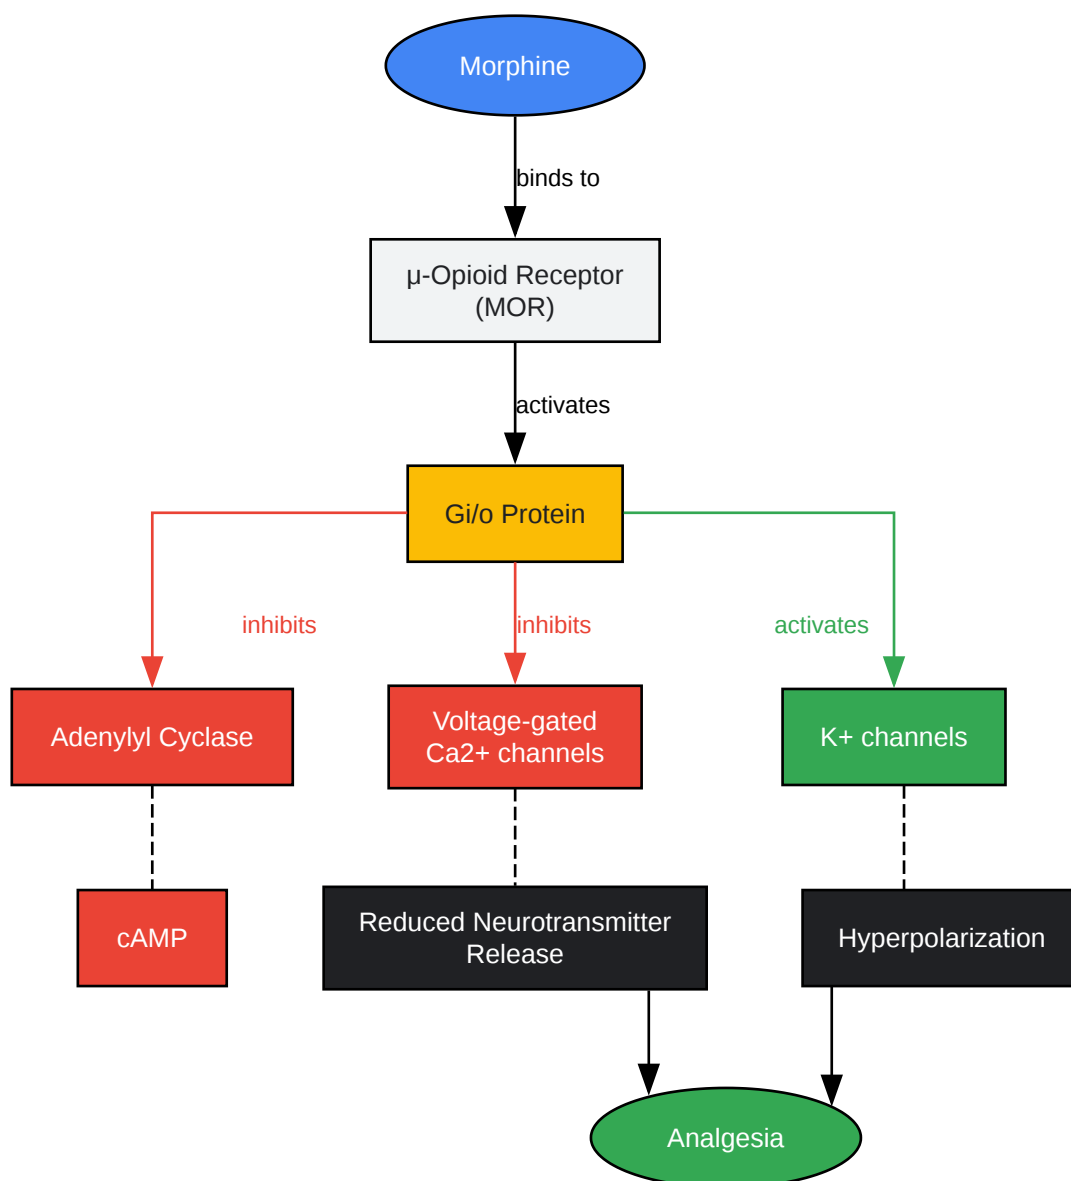 Morphine
binds to
μ-Opioid Receptor
(MOR)
activates
Gi/o Protein
inhibits
inhibits
activates
Adenylyl Cyclase
Voltage-gated
Ca2+ channels
K+ channels
cAMP
Reduced Neurotransmitter
Release
Hyperpolarization
Analgesia